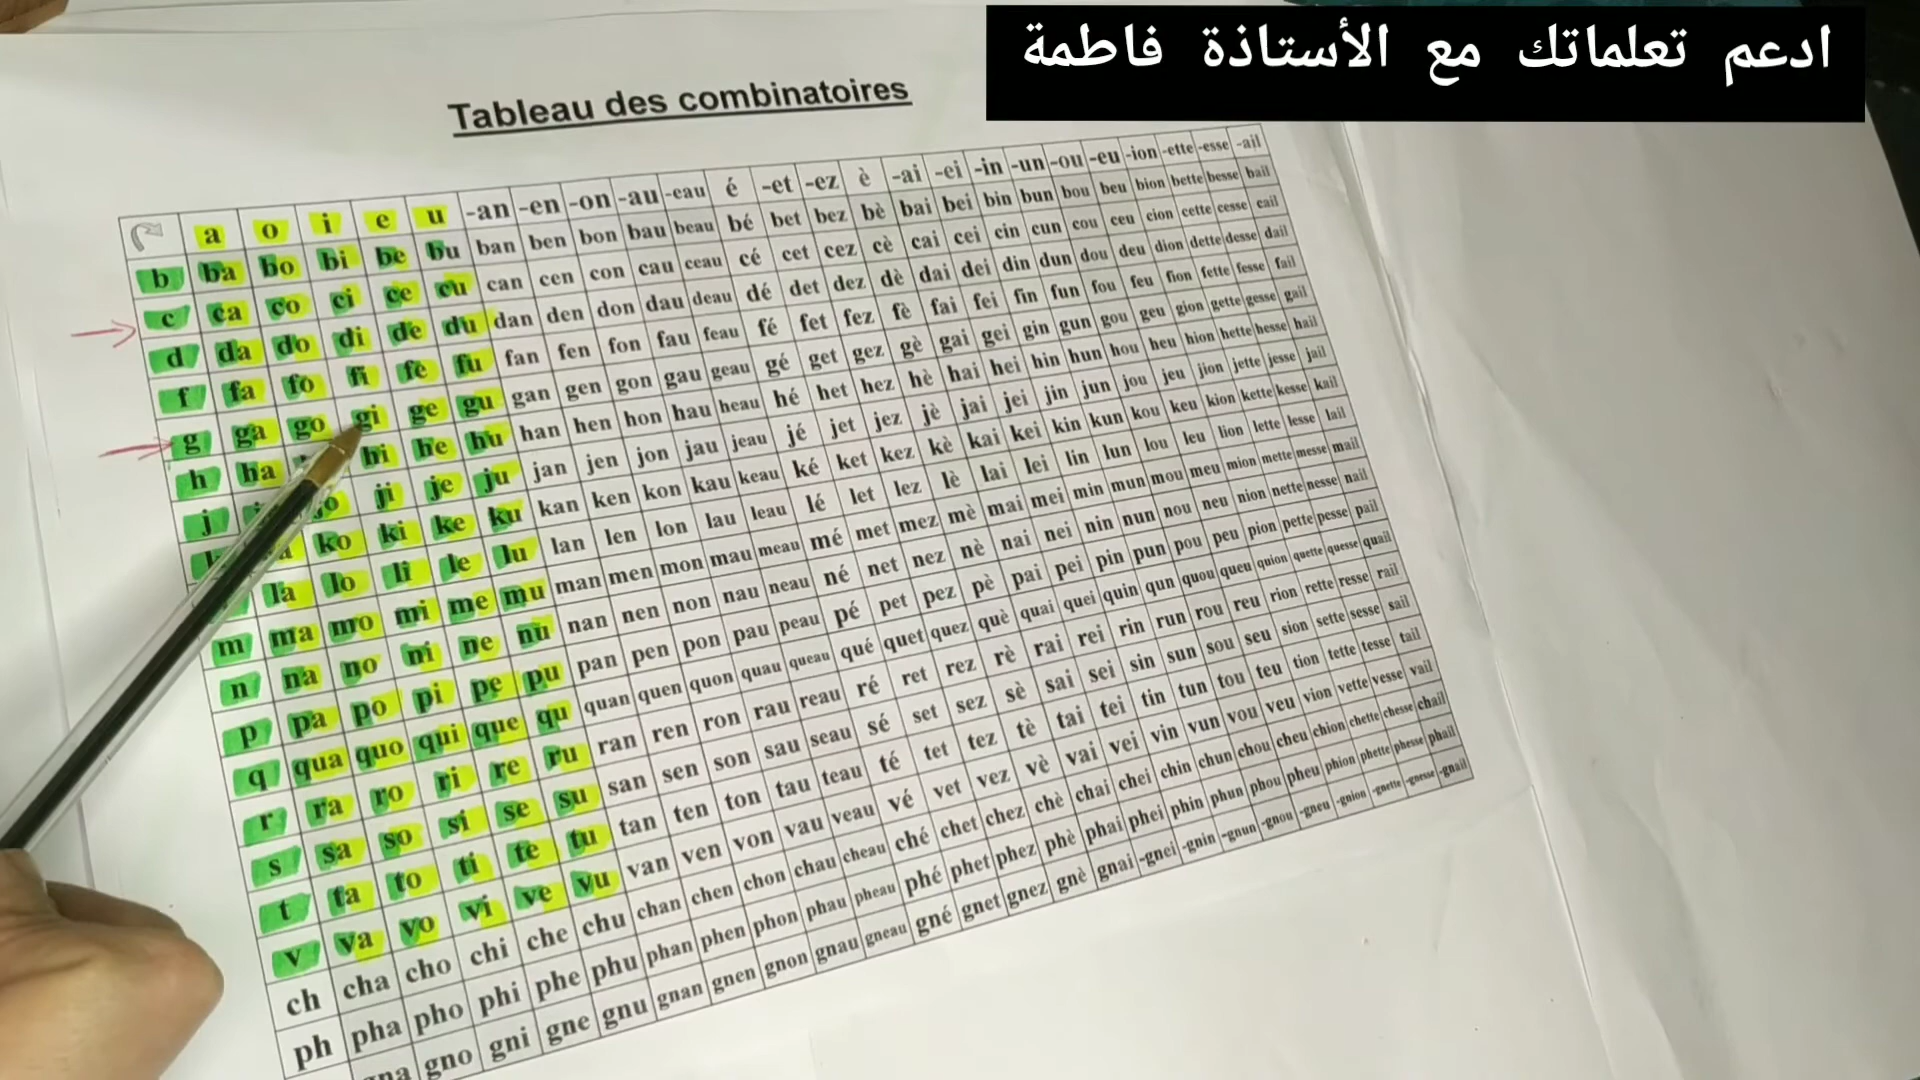 ادعم تعلماتك مع الأستاذة فاطمة
Tableau des combinatoires
a o i e u -an -en -on -au -eau é -et -ez è -ai -ei -in -un -ou -eu -ion -ette -esse -ail
b ba bo bi be bu ban ben bon bau beau bé bet bez bè bai bei bin bun bou beu bion bette besse bail
c ca co ci ce cu can cen con cau ceau cé cet cez cè cai cei cin cun cou ceu cion cette cesse cail
d da do di de du dan den don dau deau dé det dez dè dai dei din dun dou deu dion dette desse dail
f fa fo fi fe fu fan fen fon fau feau fé fet fez fè fai fei fin fun fou feu fion fette fesse fail
g ga go gi ge gu gan gen gon gau geau gé get gez gè gai gei gin gun gou geu gion gette gesse gail
h ha hi he hu han hen hon hau heau hé het hez hè hai hei hin hun hou heu hion hette hesse hail
j ji je ju jan jen jon jau jeau jé jet jez jè jai jei jin jun jou jeu jion jette jesse jail
ko ki ke ku kan ken kon kau keau ké ket kez kè kai kei kin kun kou keu kion kette kesse kail
la lo li le lu lan len lon lau leau lé let lez lè lai lei lin lun lou leu lion lette lesse lail
m ma mo mi me mu man men mon mau meau mé met mez mè mai mei min mun mou meu mion mette messe mail
n na no ni ne nu nan nen non nau neau né net nez nè nai nei nin nun nou neu nion nette nesse nail
p pa po pi pe pu pan pen pon pau peau pé pet pez pè pai pei pin pun pou peu pion pette pesse pail
q qua quo qui que qu quan quen quon quau queau qué quet quez què quai quei quin qun quou queu quion quette quesse quail
r ra ro ri re ru ran ren ron rau reau ré ret rez rè rai rei rin run rou reu rion rette resse rail
s sa so si se su san sen son sau seau sé set sez sè sai sei sin sun sou seu sion sette sesse sail
t ta to ti te tu tan ten ton tau teau té tet tez tè tai tei tin tun tou teu tion tette tesse tail
v va vo vi ve vu van ven von vau veau vé vet vez vè vai vei vin vun vou veu vion vette vesse vail
ch cha cho chi che chu chan chen chon chau cheau ché chet chez chè chai chei chin chun chou cheu chion chette chesse chail
ph pha pho phi phe phu phan phen phon phau pheau phé phet phez phè phai phei phin phun phou pheu phion phette phesse phail
gno gni gne gnu gnan gnen gnon gnau gneau gné gnet gnez gnè gnai -gnei -gnin -gnun -gnou -gneu -gnion -gnette -gnesse -gnail